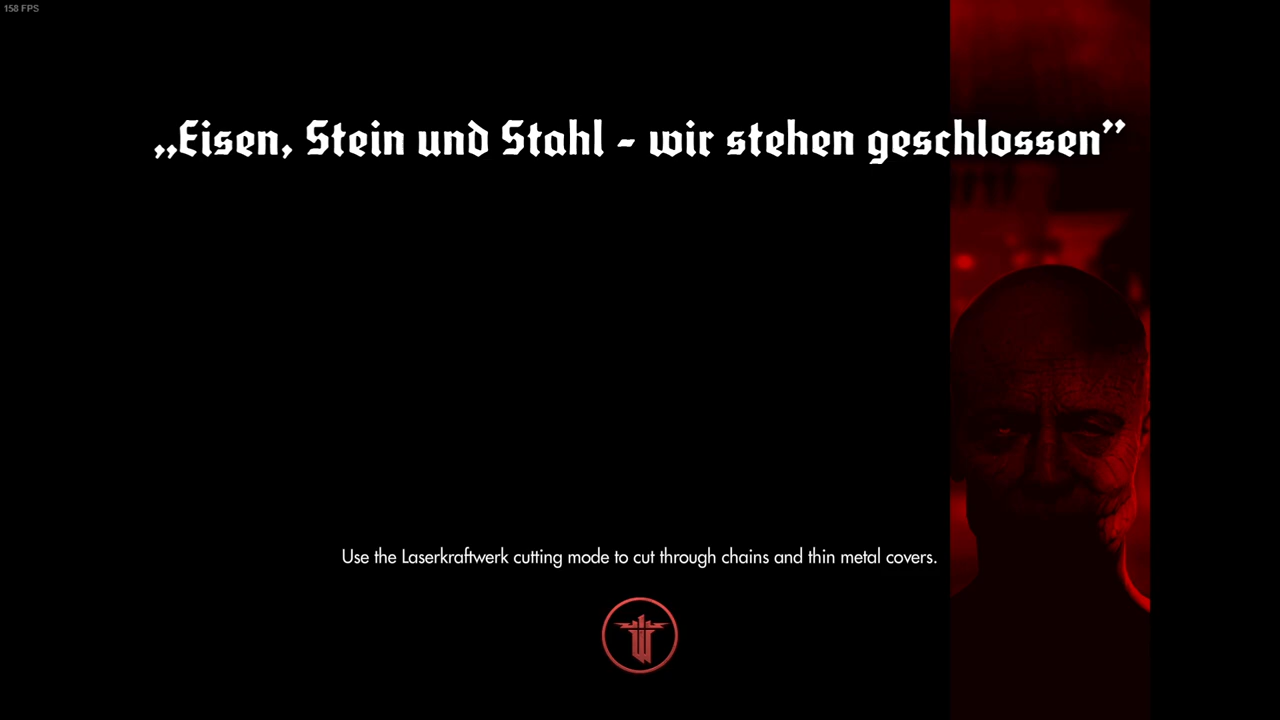 158 FPS
„Eisen, Stein und Stahl - wir stehen geschlossen”
Use the Laserkraftwerk cutting mode to cut through chains and thin metal covers.